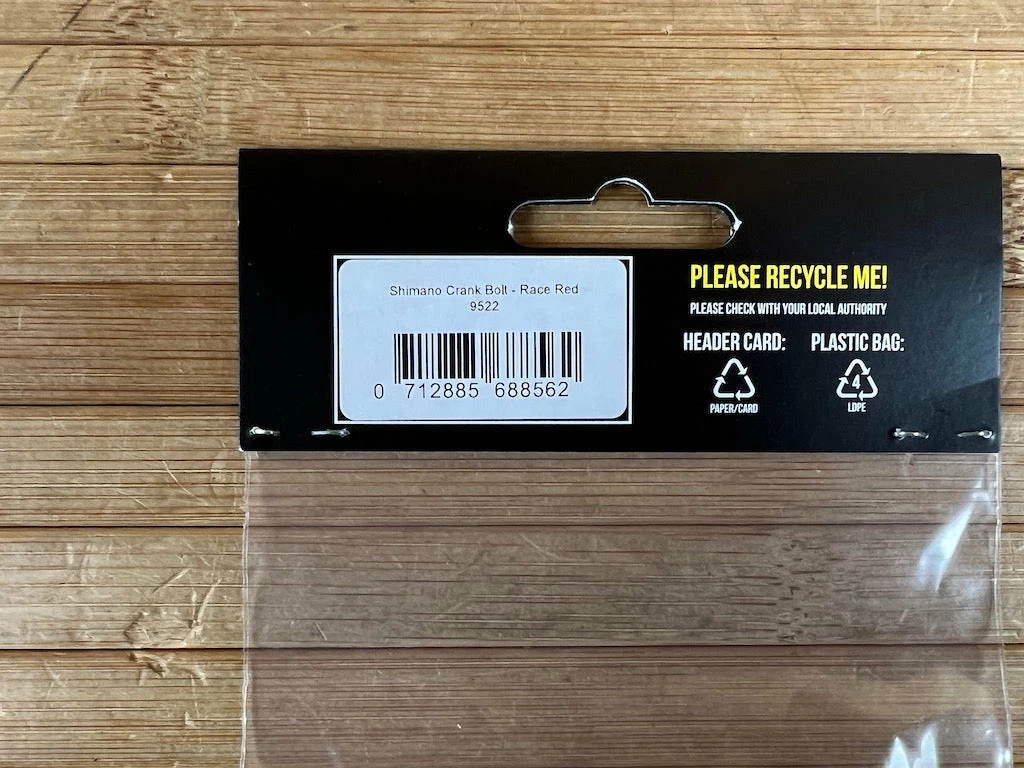 Shimano Crank Bolt - Race Red
9522
0 712885 688562
PLEASE RECYCLE ME!
PLEASE CHECK WITH YOUR LOCAL AUTHORITY
HEADER CARD: PLASTIC BAG:
4
PAPER/CARD LDPE